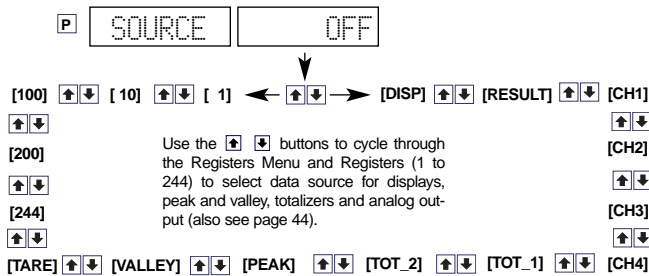 P SOURCE OFF
[100] [ 10] [ 1] [DISP] [RESULT] [CH1]
[200] [CH2]
[244] [CH3]
Use the buttons to cycle through
the Registers Menu and Registers (1 to
244) to select data source for displays,
peak and valley, totalizers and analog out-
put (also see page 44).
[TARE] [VALLEY] [PEAK] [TOT_2] [TOT_1] [CH4]